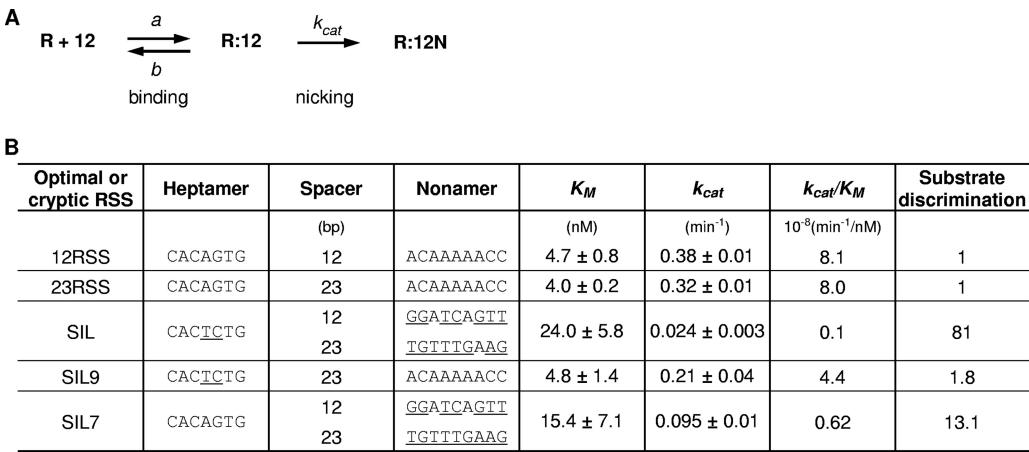 A
R + 12 a R:12 k_cat R:12N
b
binding nicking
B
Optimal or cryptic RSS Heptamer Spacer Nonamer K_M k_cat k_cat/K_M Substrate discrimination
(bp) (nM) (min⁻¹) 10⁻⁸(min⁻¹/nM)
12RSS CACAGTG 12 ACAAAAACC 4.7 ± 0.8 0.38 ± 0.01 8.1 1
23RSS CACAGTG 23 ACAAAAACC 4.0 ± 0.2 0.32 ± 0.01 8.0 1
SIL CACTCTG 12 GGATCAGTT 24.0 ± 5.8 0.024 ± 0.003 0.1 81
23 TGTTTGAAG
SIL9 CACTCTG 23 ACAAAAACC 4.8 ± 1.4 0.21 ± 0.04 4.4 1.8
SIL7 CACAGTG 12 GGATCAGTT 15.4 ± 7.1 0.095 ± 0.01 0.62 13.1
23 TGTTTGAAG